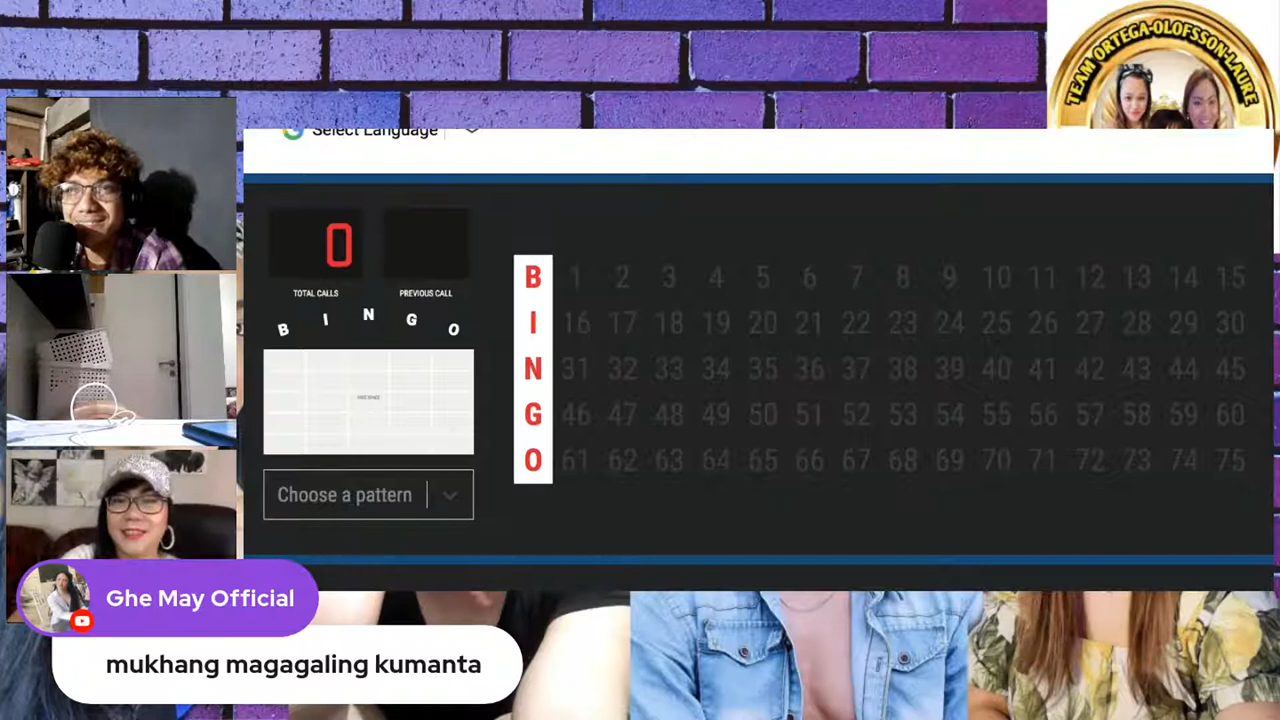 TEAM ORTEGA-OLOFSSON-LAURE
Select Language
0
TOTAL CALLS
PREVIOUS CALL
B I N G O
FREE SPACE
Choose a pattern
B 1 2 3 4 5 6 7 8 9 10 11 12 13 14 15
I 16 17 18 19 20 21 22 23 24 25 26 27 28 29 30
N 31 32 33 34 35 36 37 38 39 40 41 42 43 44 45
G 46 47 48 49 50 51 52 53 54 55 56 57 58 59 60
O 61 62 63 64 65 66 67 68 69 70 71 72 73 74 75
Ghe May Official
mukhang magagaling kumanta